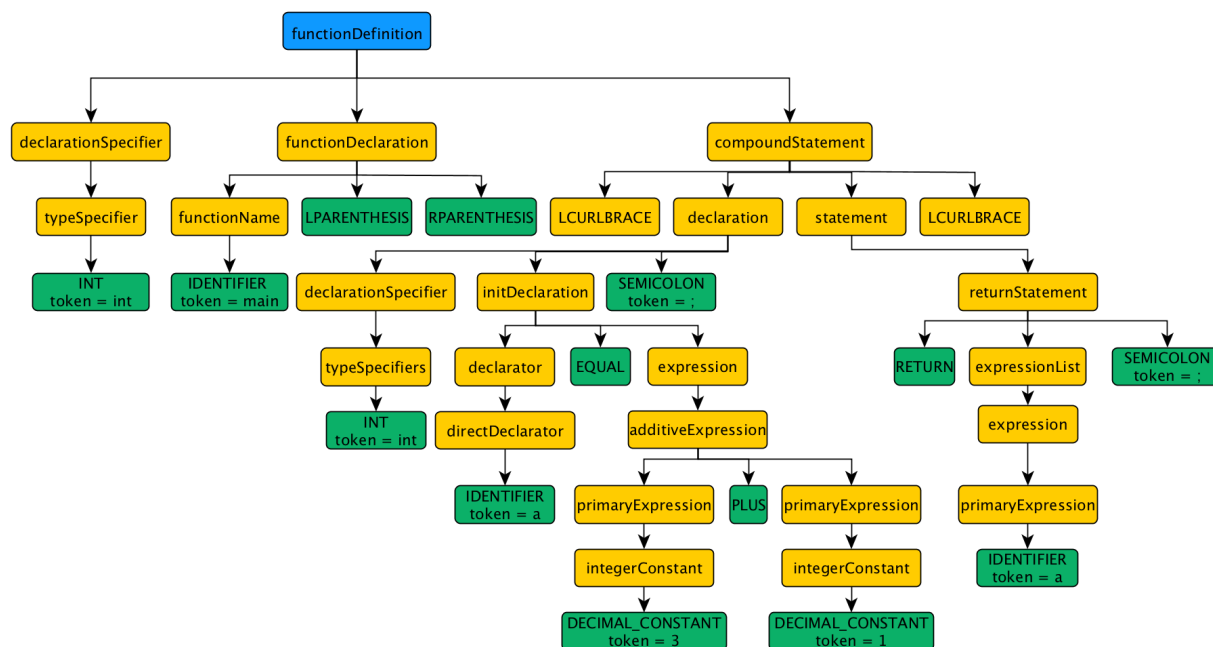 functionDefinition
declarationSpecifier
functionDeclaration
compoundStatement
typeSpecifier
functionName
LPARENTHESIS
RPARENTHESIS
LCURLBRACE
declaration
statement
LCURLBRACE
INT
token = int
IDENTIFIER
token = main
declarationSpecifier
initDeclaration
SEMICOLON
token = ;
returnStatement
typeSpecifiers
declarator
EQUAL
expression
RETURN
expressionList
SEMICOLON
token = ;
INT
token = int
directDeclarator
additiveExpression
expression
IDENTIFIER
token = a
primaryExpression
PLUS
primaryExpression
primaryExpression
integerConstant
integerConstant
IDENTIFIER
token = a
DECIMAL_CONSTANT
token = 3
DECIMAL_CONSTANT
token = 1